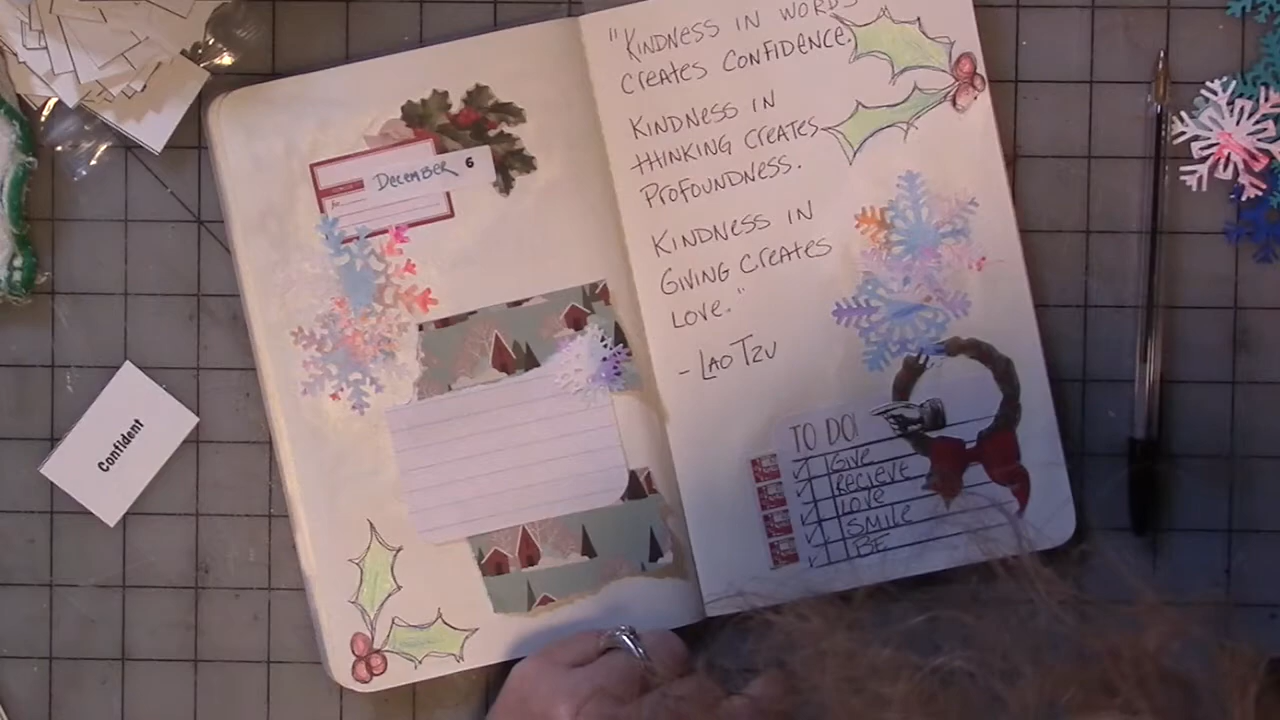 December 6
Confident
"KINDNESS IN WORDS
CREATES CONFIDENCE.
KINDNESS IN
THINKING CREATES
PROFOUNDNESS.
KINDNESS IN
GIVING CREATES
LOVE."
- LAO TZU
TO DO!
GIVE
RECIEVE
LOVE
SMILE
BE